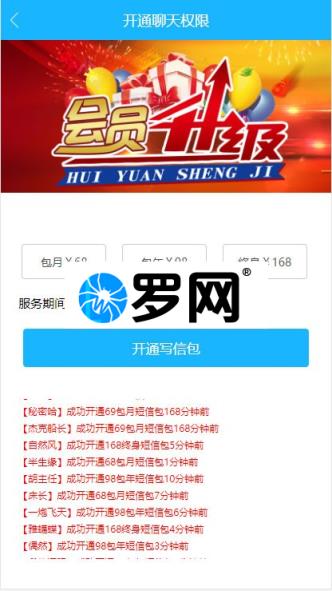 开通聊天权限
会员升级
HUI YUAN SHENG JI
包月￥68
包年￥98
终身￥168
服务期间
罗网®
开通写信包
【秘密哈】成功开通69包月短信包168分钟前
【杰克船长】成功开通69包月短信包168分钟前
【自然风】成功开通168终身短信包5分钟前
【半生缘】成功开通68包月短信包1分钟前
【胡主任】成功开通98包年短信包10分钟前
【未长】成功开通68包月短信包7分钟前
【一炮飞天】成功开通98包年短信包6分钟前
【雅蠛蝶】成功开通168终身短信包4分钟前
【偶然】成功开通98包年短信包3分钟前